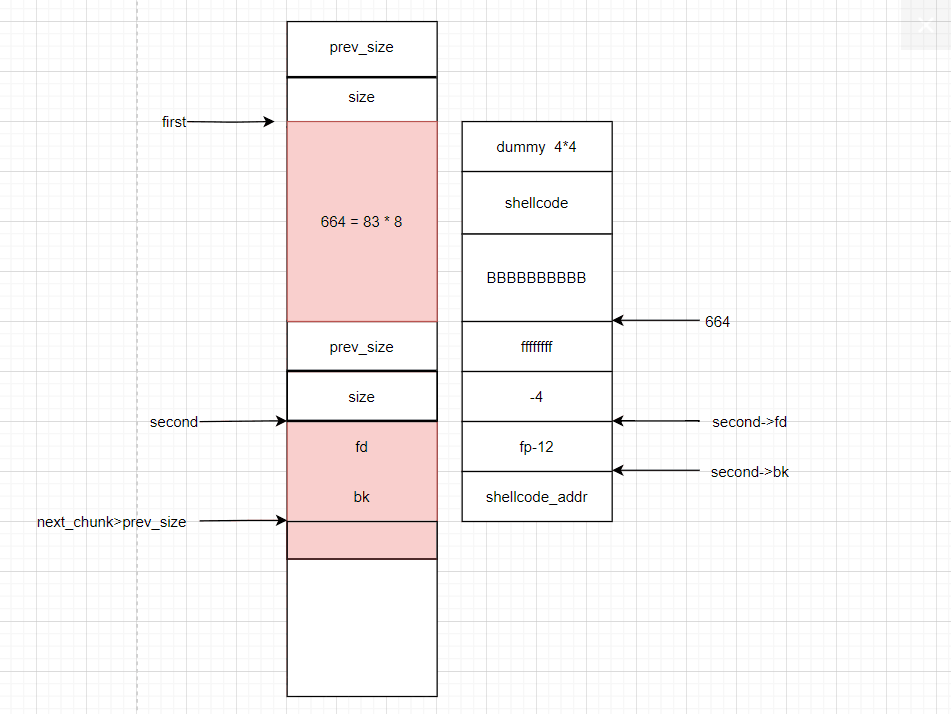 prev_size
size
first
664 = 83 * 8
prev_size
size
second
fd
bk
next_chunk>prev_size
dummy 4*4
shellcode
BBBBBBBBBB
664
ffffffff
-4
second->fd
fp-12
second->bk
shellcode_addr